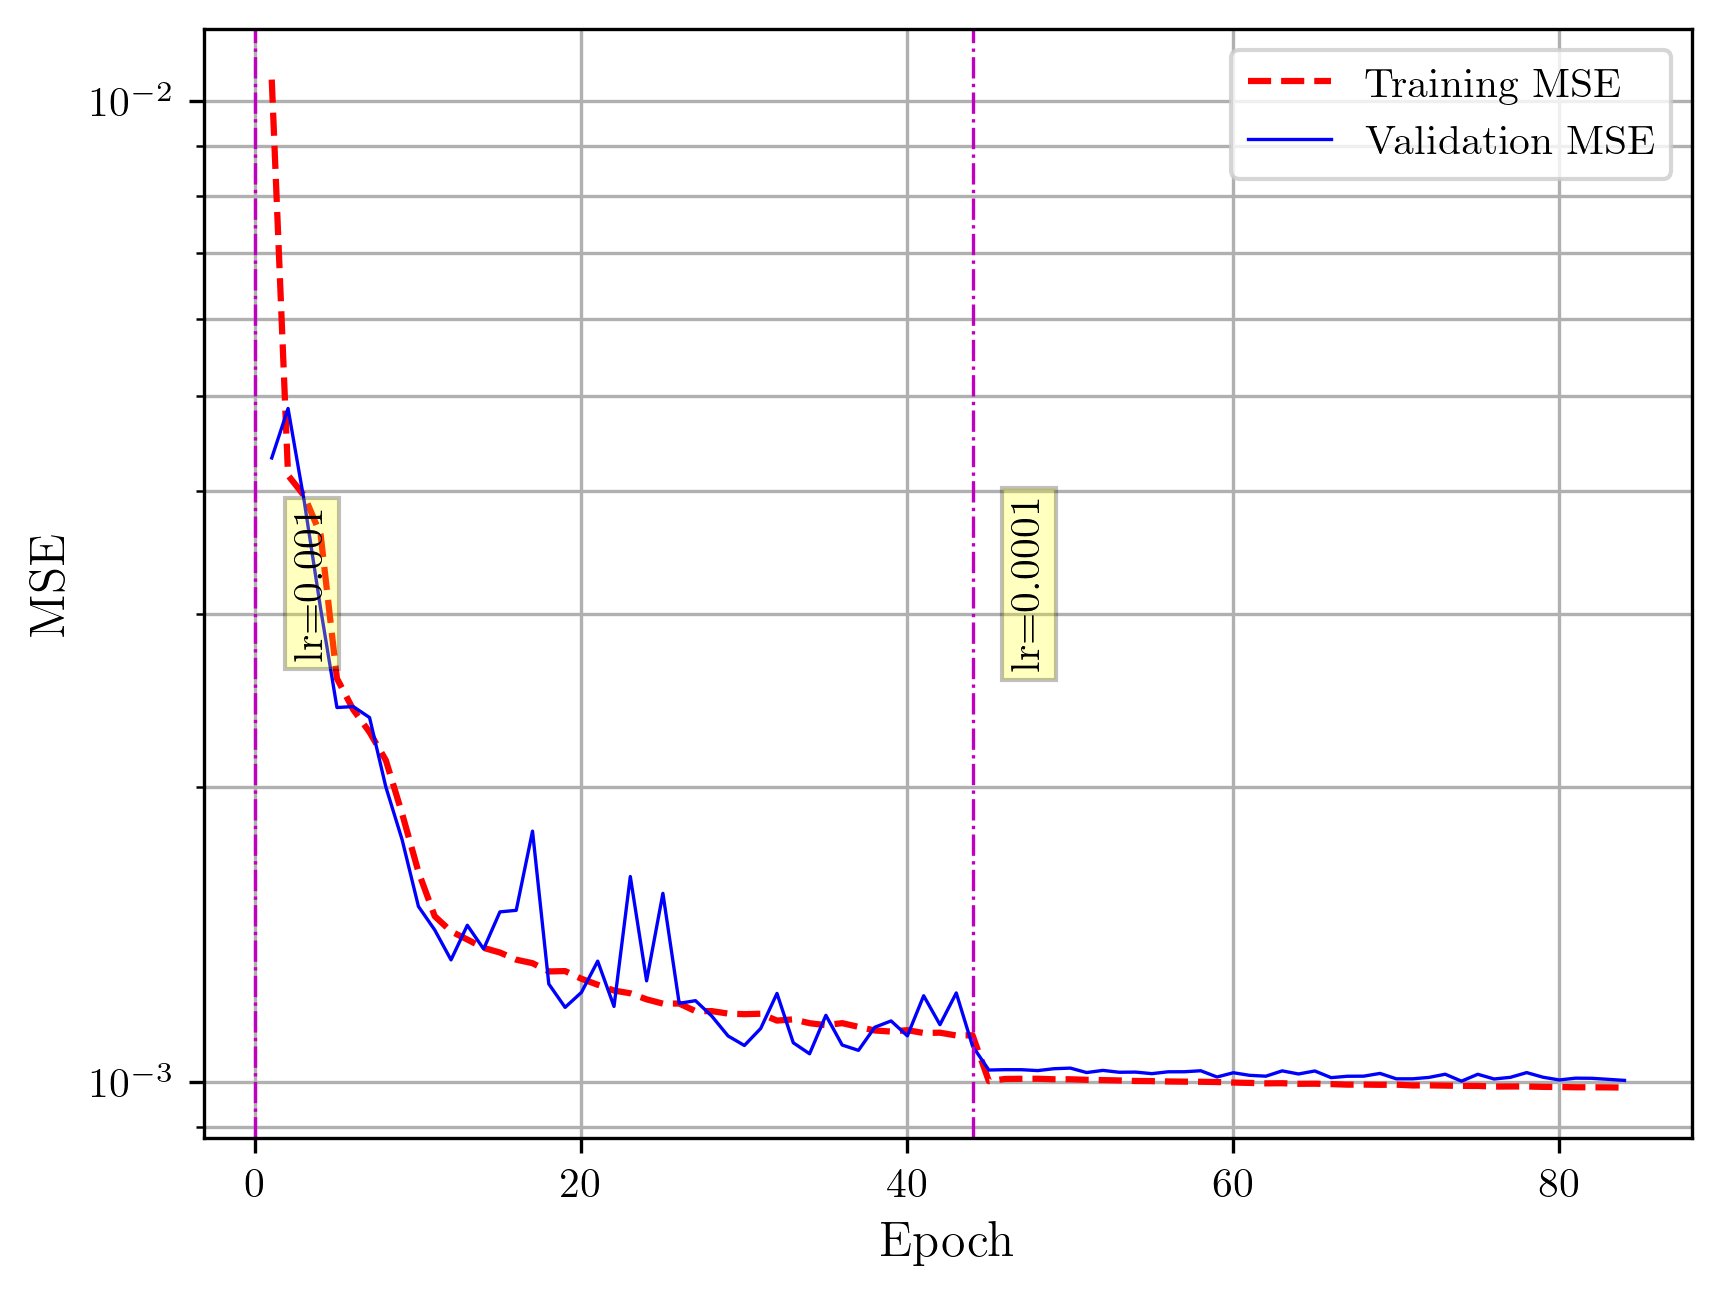 10⁻²
10⁻³
MSE
Training MSE
Validation MSE
lr=0.001
lr=0.0001
0 20 40 60 80
Epoch